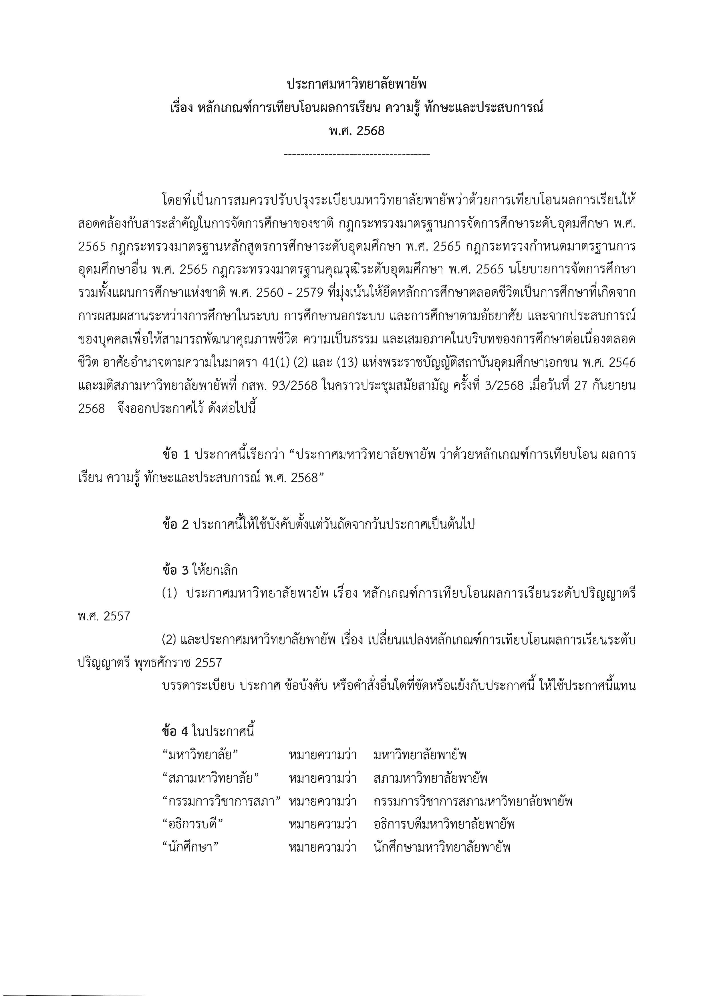 ประกาศมหาวิทยาลัยพายัพ
เรื่อง หลักเกณฑ์การเทียบโอนผลการเรียน ความรู้ ทักษะและประสบการณ์
พ.ศ. 2568
------------------------------------
โดยที่เป็นการสมควรปรับปรุงระเบียบมหาวิทยาลัยพายัพว่าด้วยการเทียบโอนผลการเรียนให้
สอดคล้องกับสาระสำคัญในการจัดการศึกษาของชาติ กฎกระทรวงมาตรฐานการจัดการศึกษาระดับอุดมศึกษา พ.ศ.
2565 กฎกระทรวงมาตรฐานหลักสูตรการศึกษาระดับอุดมศึกษา พ.ศ. 2565 กฎกระทรวงกำหนดมาตรฐานการ
อุดมศึกษาอื่น พ.ศ. 2565 กฎกระทรวงมาตรฐานคุณวุฒิระดับอุดมศึกษา พ.ศ. 2565 นโยบายการจัดการศึกษา
รวมทั้งแผนการศึกษาแห่งชาติ พ.ศ. 2560 - 2579 ที่มุ่งเน้นให้ยึดหลักการศึกษาตลอดชีวิตเป็นการศึกษาที่เกิดจาก
การผสมผสานระหว่างการศึกษาในระบบ การศึกษานอกระบบ และการศึกษาตามอัธยาศัย และจากประสบการณ์
ของบุคคลเพื่อให้สามารถพัฒนาคุณภาพชีวิต ความเป็นธรรม และเสมอภาคในบริบทของการศึกษาต่อเนื่องตลอด
ชีวิต อาศัยอำนาจตามความในมาตรา 41(1) (2) และ (13) แห่งพระราชบัญญัติสถาบันอุดมศึกษาเอกชน พ.ศ. 2546
และมติสภามหาวิทยาลัยพายัพที่ กสพ. 93/2568 ในคราวประชุมสมัยสามัญ ครั้งที่ 3/2568 เมื่อวันที่ 27 กันยายน
2568 จึงออกประกาศไว้ ดังต่อไปนี้
ข้อ 1 ประกาศนี้เรียกว่า “ประกาศมหาวิทยาลัยพายัพ ว่าด้วยหลักเกณฑ์การเทียบโอน ผลการ
เรียน ความรู้ ทักษะและประสบการณ์ พ.ศ. 2568”
ข้อ 2 ประกาศนี้ให้ใช้บังคับตั้งแต่วันถัดจากวันประกาศเป็นต้นไป
ข้อ 3 ให้ยกเลิก
(1) ประกาศมหาวิทยาลัยพายัพ เรื่อง หลักเกณฑ์การเทียบโอนผลการเรียนระดับปริญญาตรี
พ.ศ. 2557
(2) และประกาศมหาวิทยาลัยพายัพ เรื่อง เปลี่ยนแปลงหลักเกณฑ์การเทียบโอนผลการเรียนระดับ
ปริญญาตรี พุทธศักราช 2557
บรรดาระเบียบ ประกาศ ข้อบังคับ หรือคำสั่งอื่นใดที่ขัดหรือแย้งกับประกาศนี้ ให้ใช้ประกาศนี้แทน
ข้อ 4 ในประกาศนี้
“มหาวิทยาลัย” หมายความว่า มหาวิทยาลัยพายัพ
“สภามหาวิทยาลัย” หมายความว่า สภามหาวิทยาลัยพายัพ
“กรรมการวิชาการสภา” หมายความว่า กรรมการวิชาการสภามหาวิทยาลัยพายัพ
“อธิการบดี” หมายความว่า อธิการบดีมหาวิทยาลัยพายัพ
“นักศึกษา” หมายความว่า นักศึกษามหาวิทยาลัยพายัพ